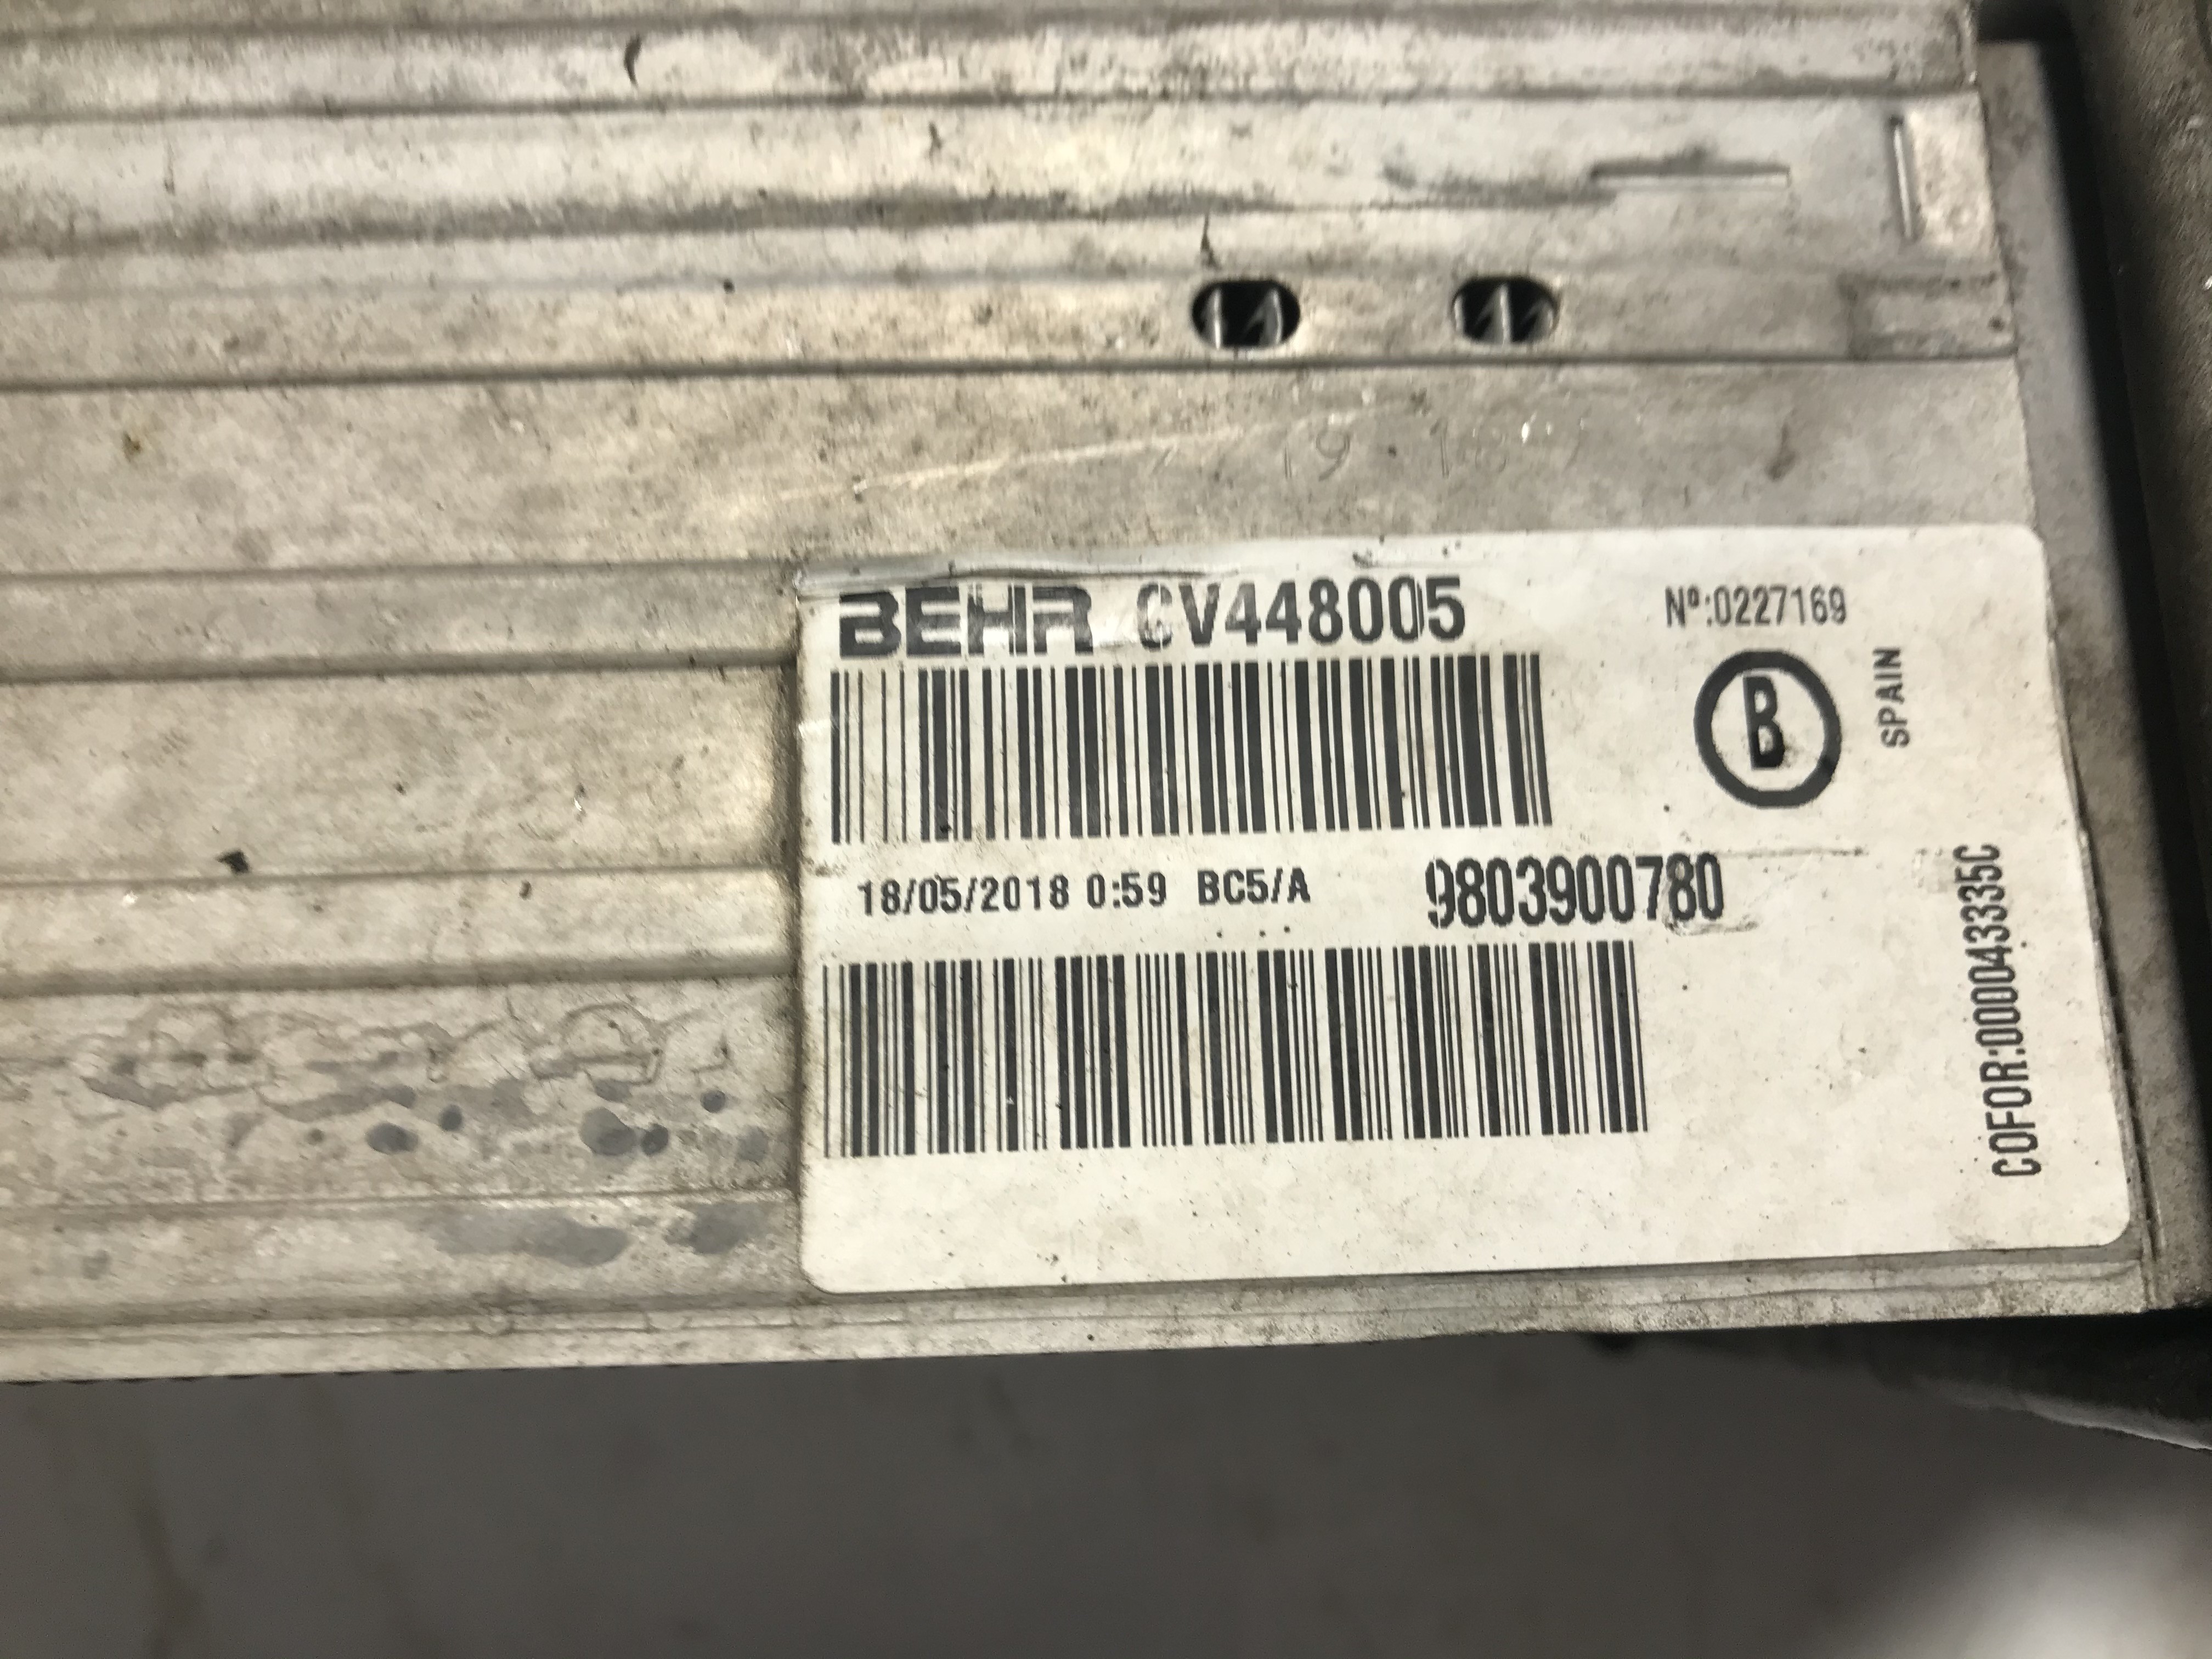 BEHR CV448005
Nº:0227169
B
SPAIN
18/05/2018 0:59 BC5/A 9803900780
COFOR:000043335C